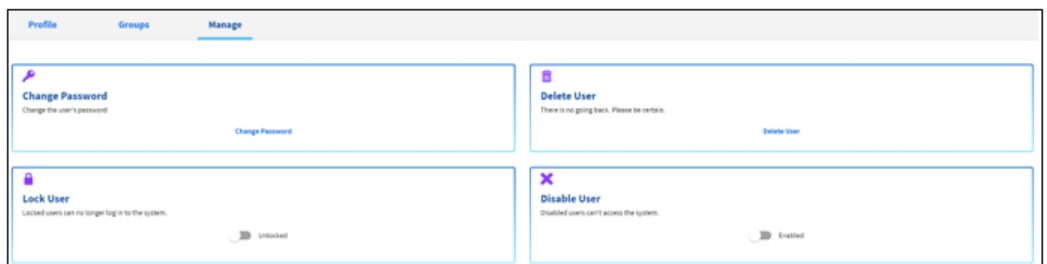 Profile Groups Manage
Change Password
Change the user's password
Change Password
Delete User
There is no going back. Please be certain.
Delete User
Lock User
Locked users can no longer log in to the system.
Unlocked
Disable User
Disabled users can't access the system.
Enabled